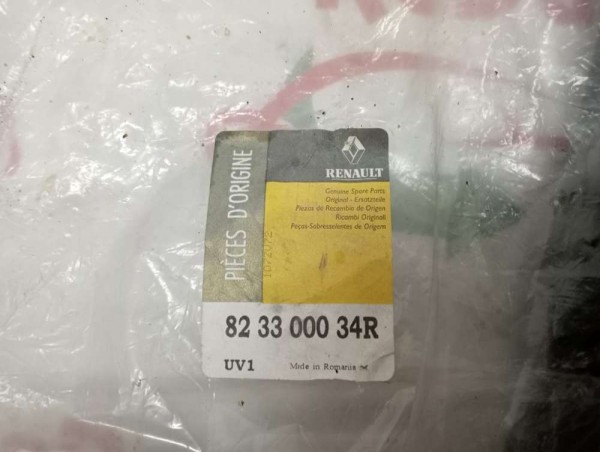 PIÈCES D'ORIGINE
RENAULT
Genuine Spare Parts
Original - Ersatzteile
Piezas de Recambio de Origen
Ricambi Originali
Peças-Sobresselentes de Origem
82 33 000 34R
UV1 Made in Romania